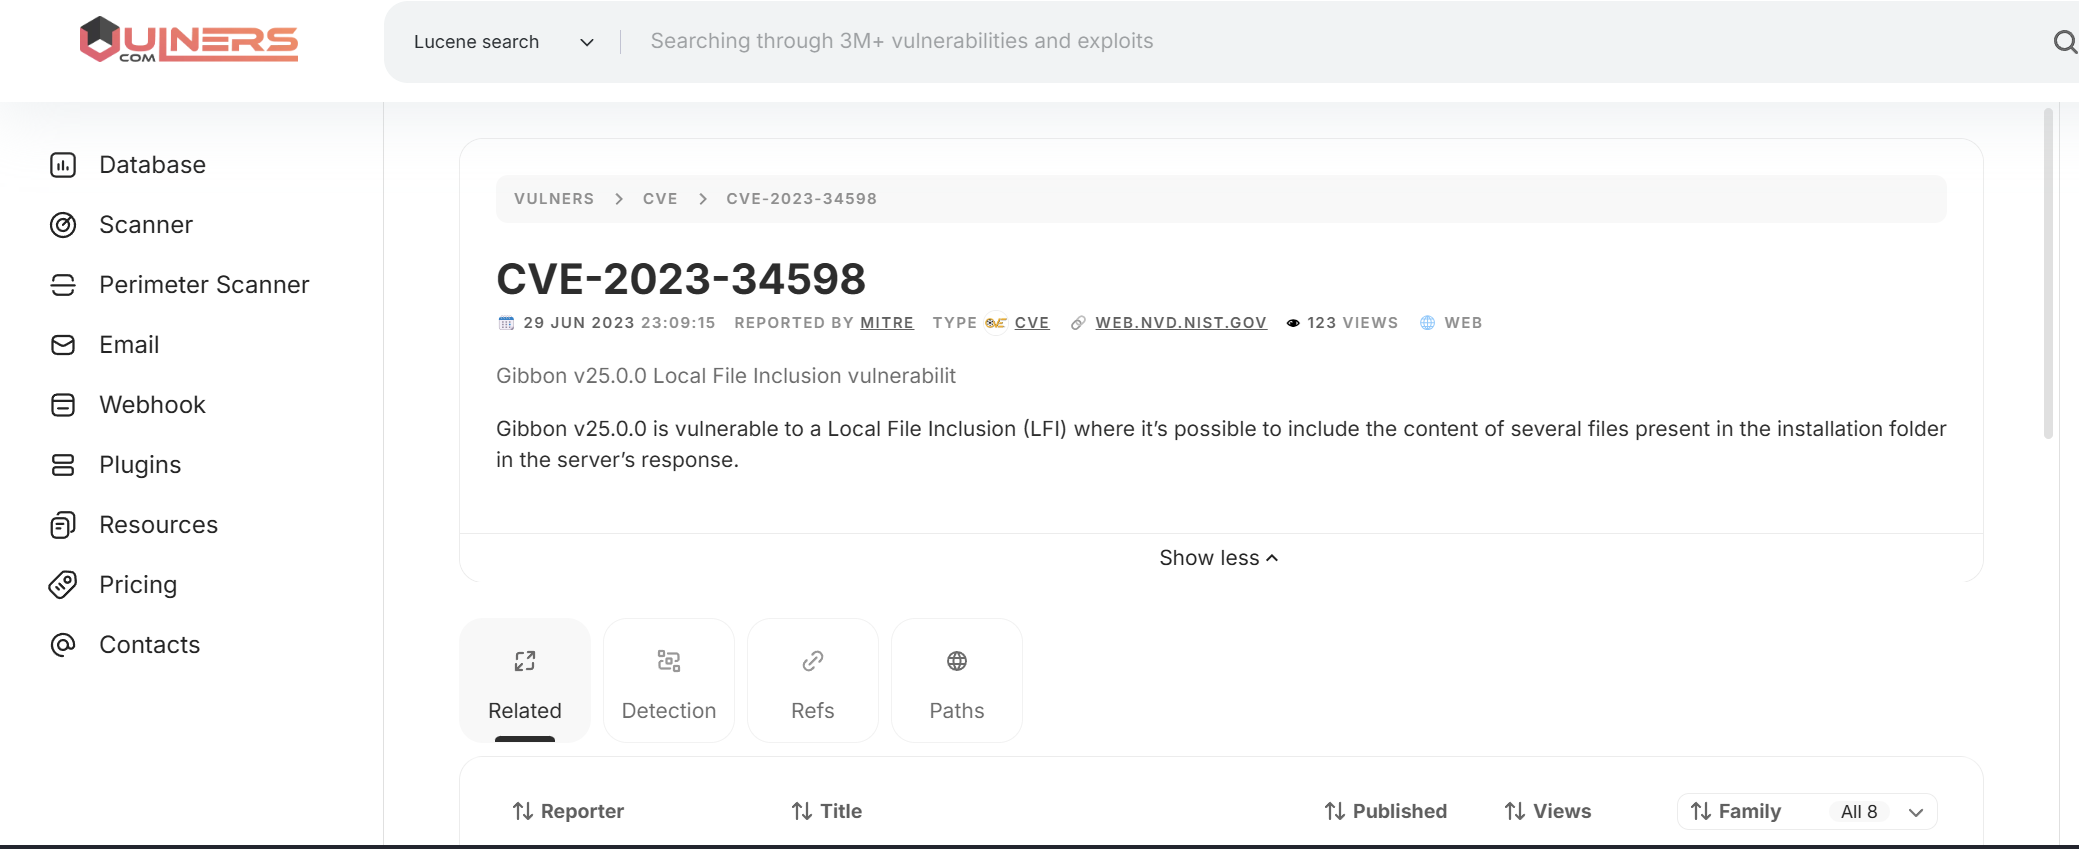 VULNERS
.COM
Lucene search
Searching through 3M+ vulnerabilities and exploits
Database
Scanner
Perimeter Scanner
Email
Webhook
Plugins
Resources
Pricing
Contacts
VULNERS > CVE > CVE-2023-34598
CVE-2023-34598
29 JUN 2023 23:09:15 REPORTED BY MITRE TYPE CVE WEB.NVD.NIST.GOV 123 VIEWS WEB
Gibbon v25.0.0 Local File Inclusion vulnerabilit
Gibbon v25.0.0 is vulnerable to a Local File Inclusion (LFI) where it’s possible to include the content of several files present in the installation folder
in the server’s response.
Show less
Related
Detection
Refs
Paths
Reporter Title Published Views Family All 8